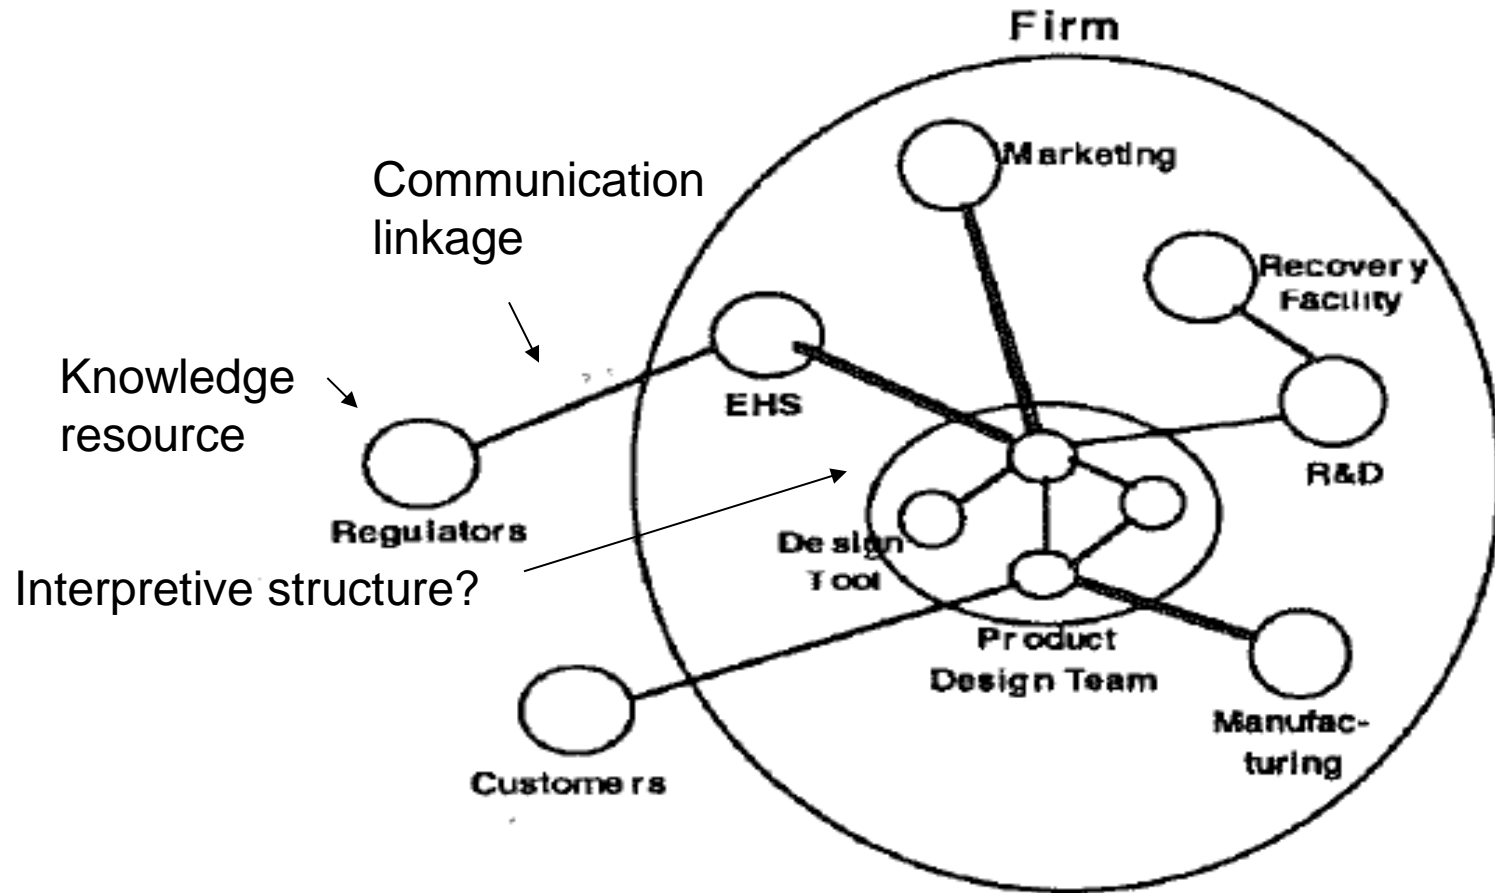 Firm
Marketing
Communication
linkage
Recovery
Facility
Knowledge
resource
EHS
R&D
Regulators
Design
Tool
Interpretive structure?
Product
Design Team
Manufac-
turing
Customers